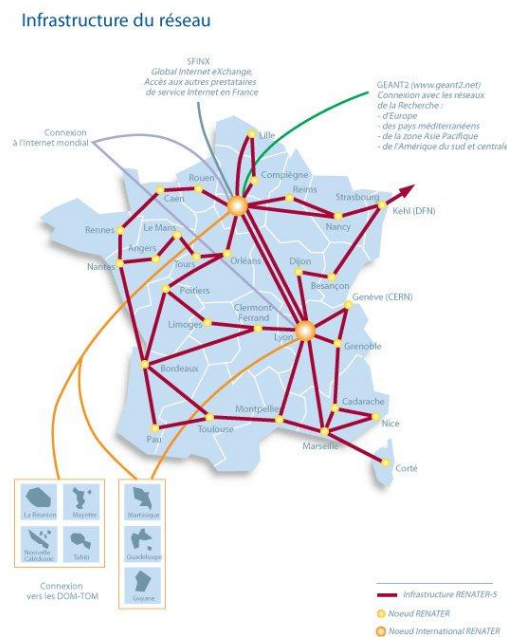 Infrastructure du réseau
SFINX
Global Internet eXchange,
Accès aux autres prestataires
de service Internet en France
GEANT2 (www.geant2.net)
Connexion avec les réseaux
de la Recherche :
- d'Europe
- des pays méditerranéens
- de la zone Asie Pacifique
- de l'Amérique du sud et centrale
Connexion
à l'Internet mondial
Lille
Compiègne
Rouen
Reims
Strasbourg
Caen
Kehl (DFN)
Nancy
Rennes
Le Mans
Angers
Orléans
Dijon
Nantes
Tours
Besançon
Poitiers
Genève (CERN)
Clermont-
Ferrand
Limoges
Lyon
Grenoble
Bordeaux
Cadarache
Montpellier
Nice
Toulouse
Pau
Marseille
Corté
La Réunion
Mayotte
Martinique
Nouvelle
Calédonie
Tahiti
Guadeloupe
Guyane
Connexion
vers les DOM-TOM
Infrastructure RENATER-5
Noeud RENATER
Noeud International RENATER